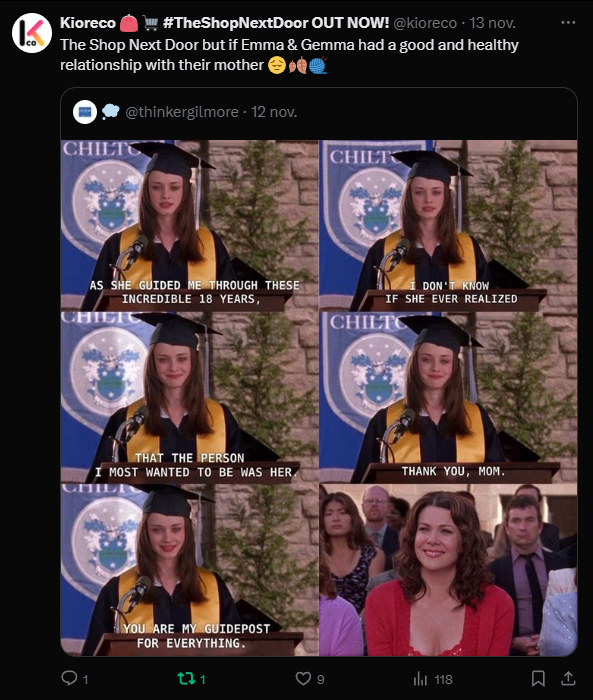 Kioreco #TheShopNextDoor OUT NOW! @kioreco · 13 nov.
The Shop Next Door but if Emma & Gemma had a good and healthy
relationship with their mother
@thinkergilmore · 12 nov.
CHILT
AS SHE GUIDED ME THROUGH THESE
INCREDIBLE 18 YEARS,
CHILTO
I DON'T KNOW
IF SHE EVER REALIZED
CHILTO
THAT THE PERSON
I MOST WANTED TO BE WAS HER.
CHILTO
THANK YOU, MOM.
CHILTO
YOU ARE MY GUIDEPOST
FOR EVERYTHING.
1
1
9
118